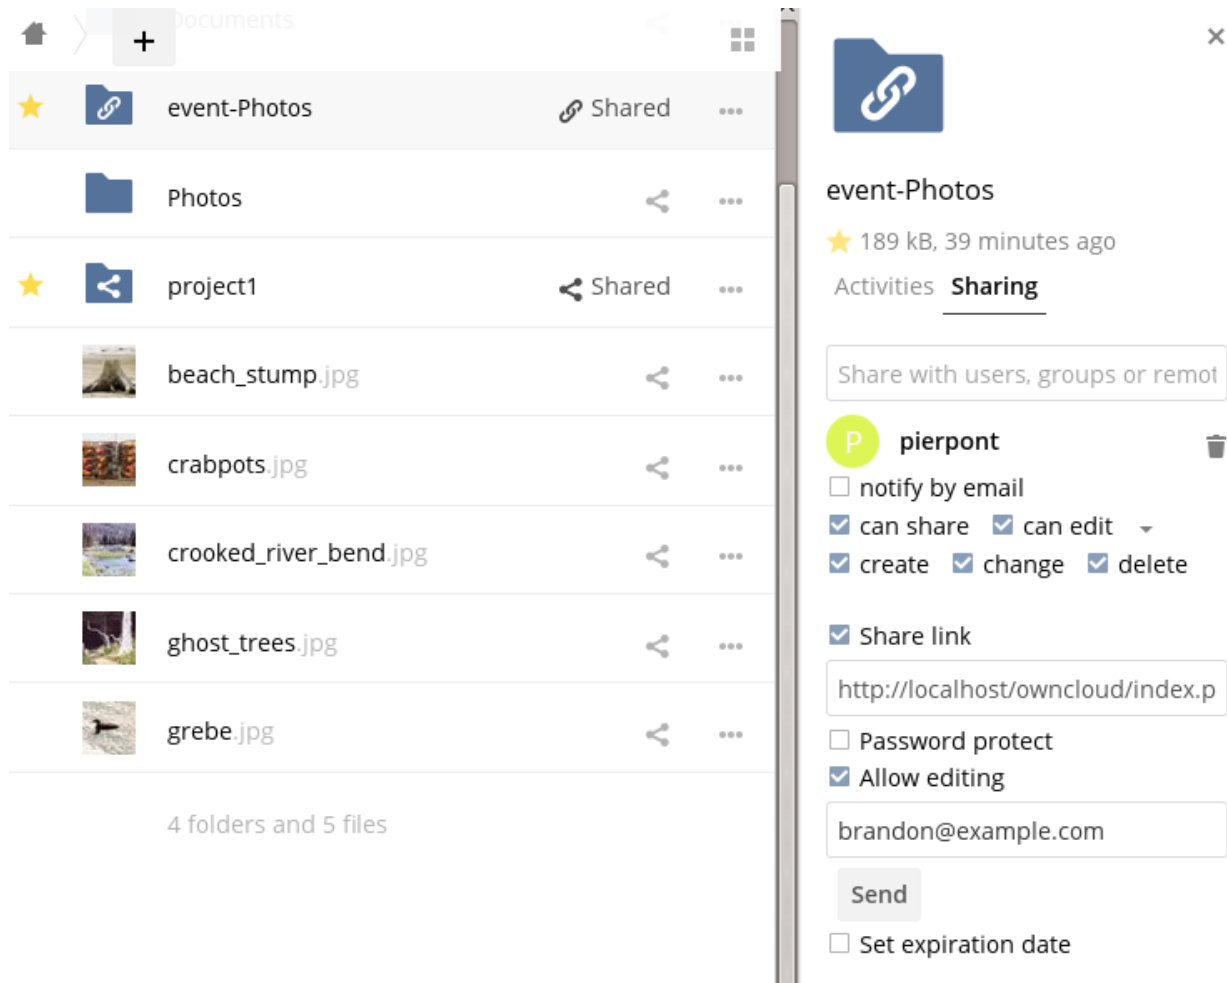 Documents
+
event-Photos Shared
Photos
project1 Shared
beach_stump.jpg
crabpots.jpg
crooked_river_bend.jpg
ghost_trees.jpg
grebe.jpg
4 folders and 5 files
event-Photos
189 kB, 39 minutes ago
Activities Sharing
Share with users, groups or remot
P pierpont
notify by email
can share can edit
create change delete
Share link
http://localhost/owncloud/index.p
Password protect
Allow editing
brandon@example.com
Send
Set expiration date